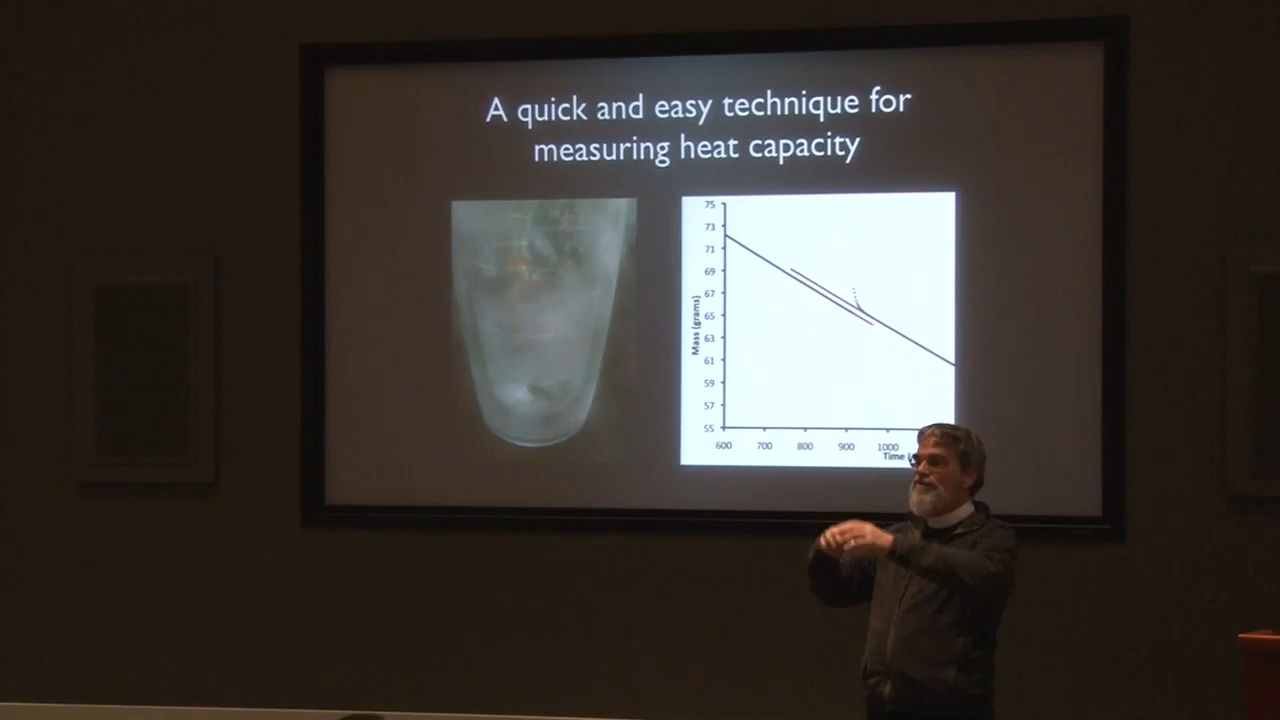 A quick and easy technique for
measuring heat capacity
75
73
71
69
67
65
63
61
59
57
55
Mass (grams)
600 700 800 900 1000
Time